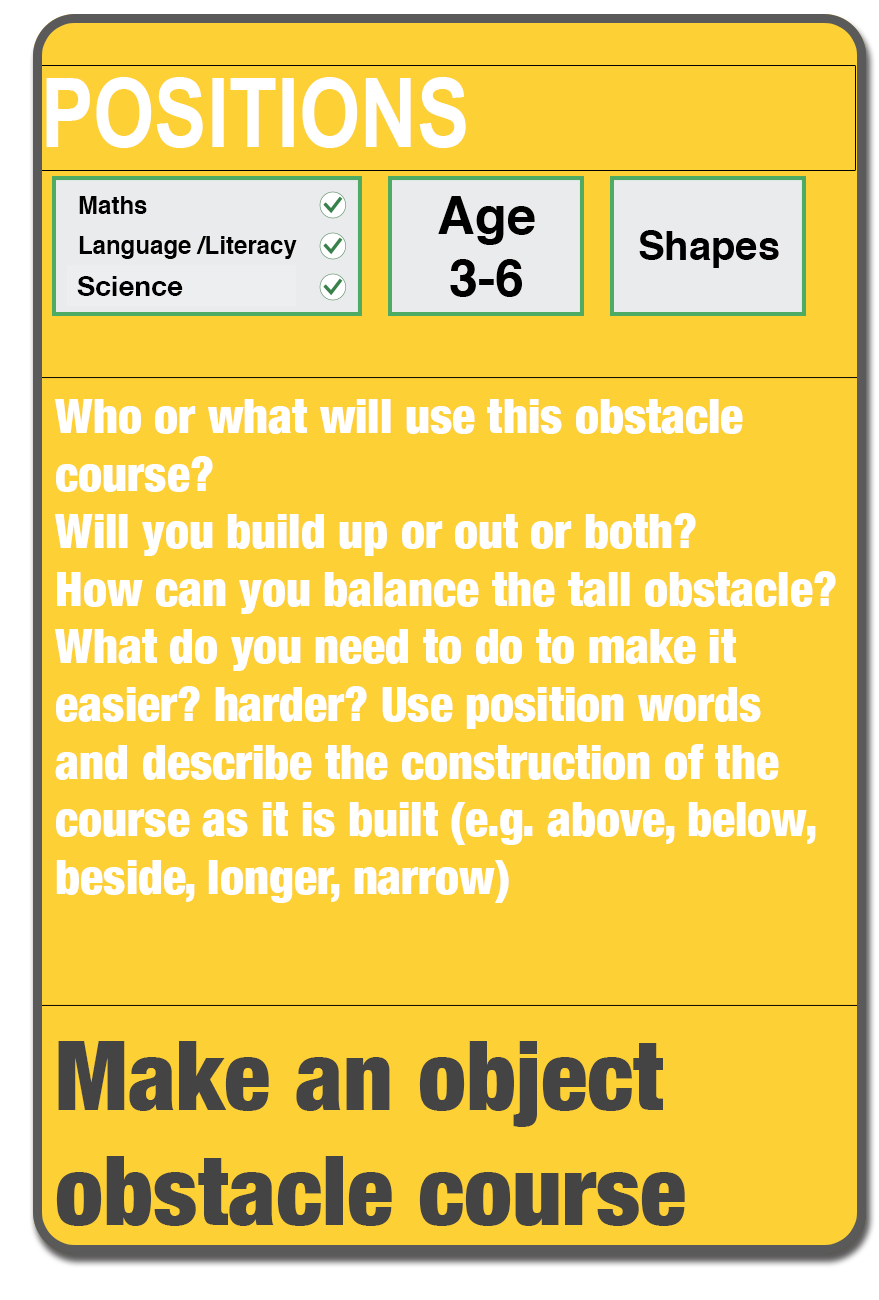 POSITIONS
Maths
Language /Literacy
Science
Age
3-6
Shapes
Who or what will use this obstacle
course?
Will you build up or out or both?
How can you balance the tall obstacle?
What do you need to do to make it
easier? harder? Use position words
and describe the construction of the
course as it is built (e.g. above, below,
beside, longer, narrow)
Make an object
obstacle course